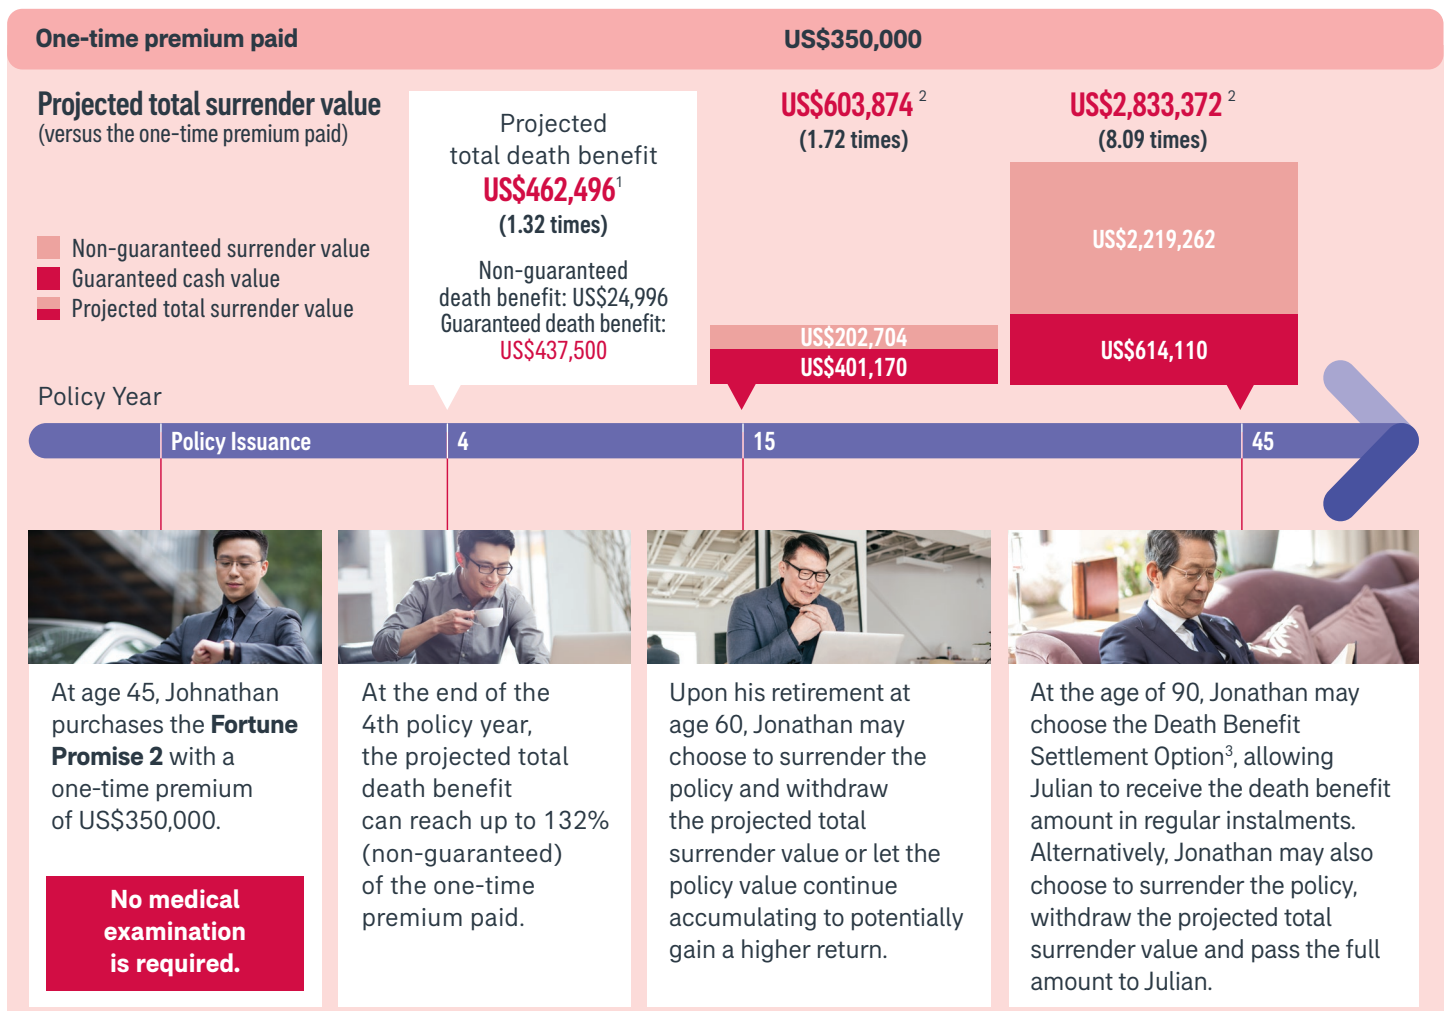 One-time premium paid US$350,000
Projected total surrender value
(versus the one-time premium paid)
Non-guaranteed surrender value
Guaranteed cash value
Projected total surrender value
Projected
total death benefit
US$462,496¹
(1.32 times)
Non-guaranteed
death benefit: US$24,996
Guaranteed death benefit:
US$437,500
US$603,874 ²
(1.72 times)
US$202,704
US$401,170
US$2,833,372 ²
(8.09 times)
US$2,219,262
US$614,110
Policy Year
Policy Issuance 4 15 45
At age 45, Johnathan
purchases the Fortune
Promise 2 with a
one-time premium
of US$350,000.
No medical
examination
is required.
At the end of the
4th policy year,
the projected total
death benefit
can reach up to 132%
(non-guaranteed)
of the one-time
premium paid.
Upon his retirement at
age 60, Jonathan may
choose to surrender the
policy and withdraw
the projected total
surrender value or let the
policy value continue
accumulating to potentially
gain a higher return.
At the age of 90, Jonathan may
choose the Death Benefit
Settlement Option³, allowing
Julian to receive the death benefit
amount in regular instalments.
Alternatively, Jonathan may also
choose to surrender the policy,
withdraw the projected total
surrender value and pass the full
amount to Julian.